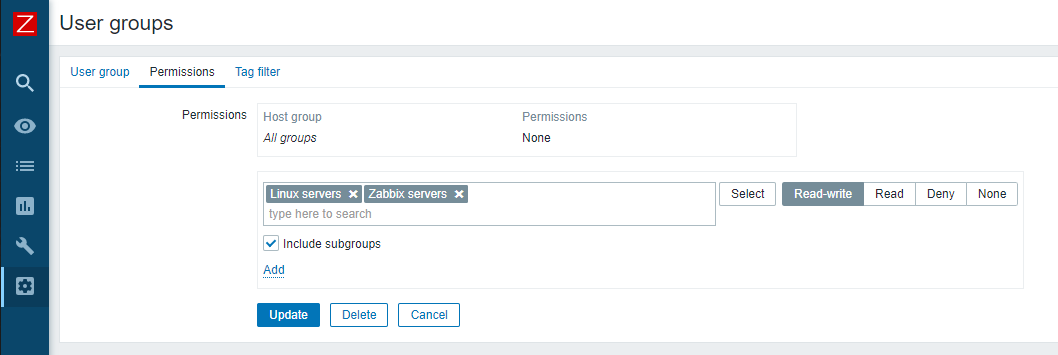 Z
User groups
User group Permissions Tag filter
Permissions
Host group Permissions
All groups None
Linux servers Zabbix servers
type here to search
Select
Read-write Read Deny None
Include subgroups
Add
Update Delete Cancel